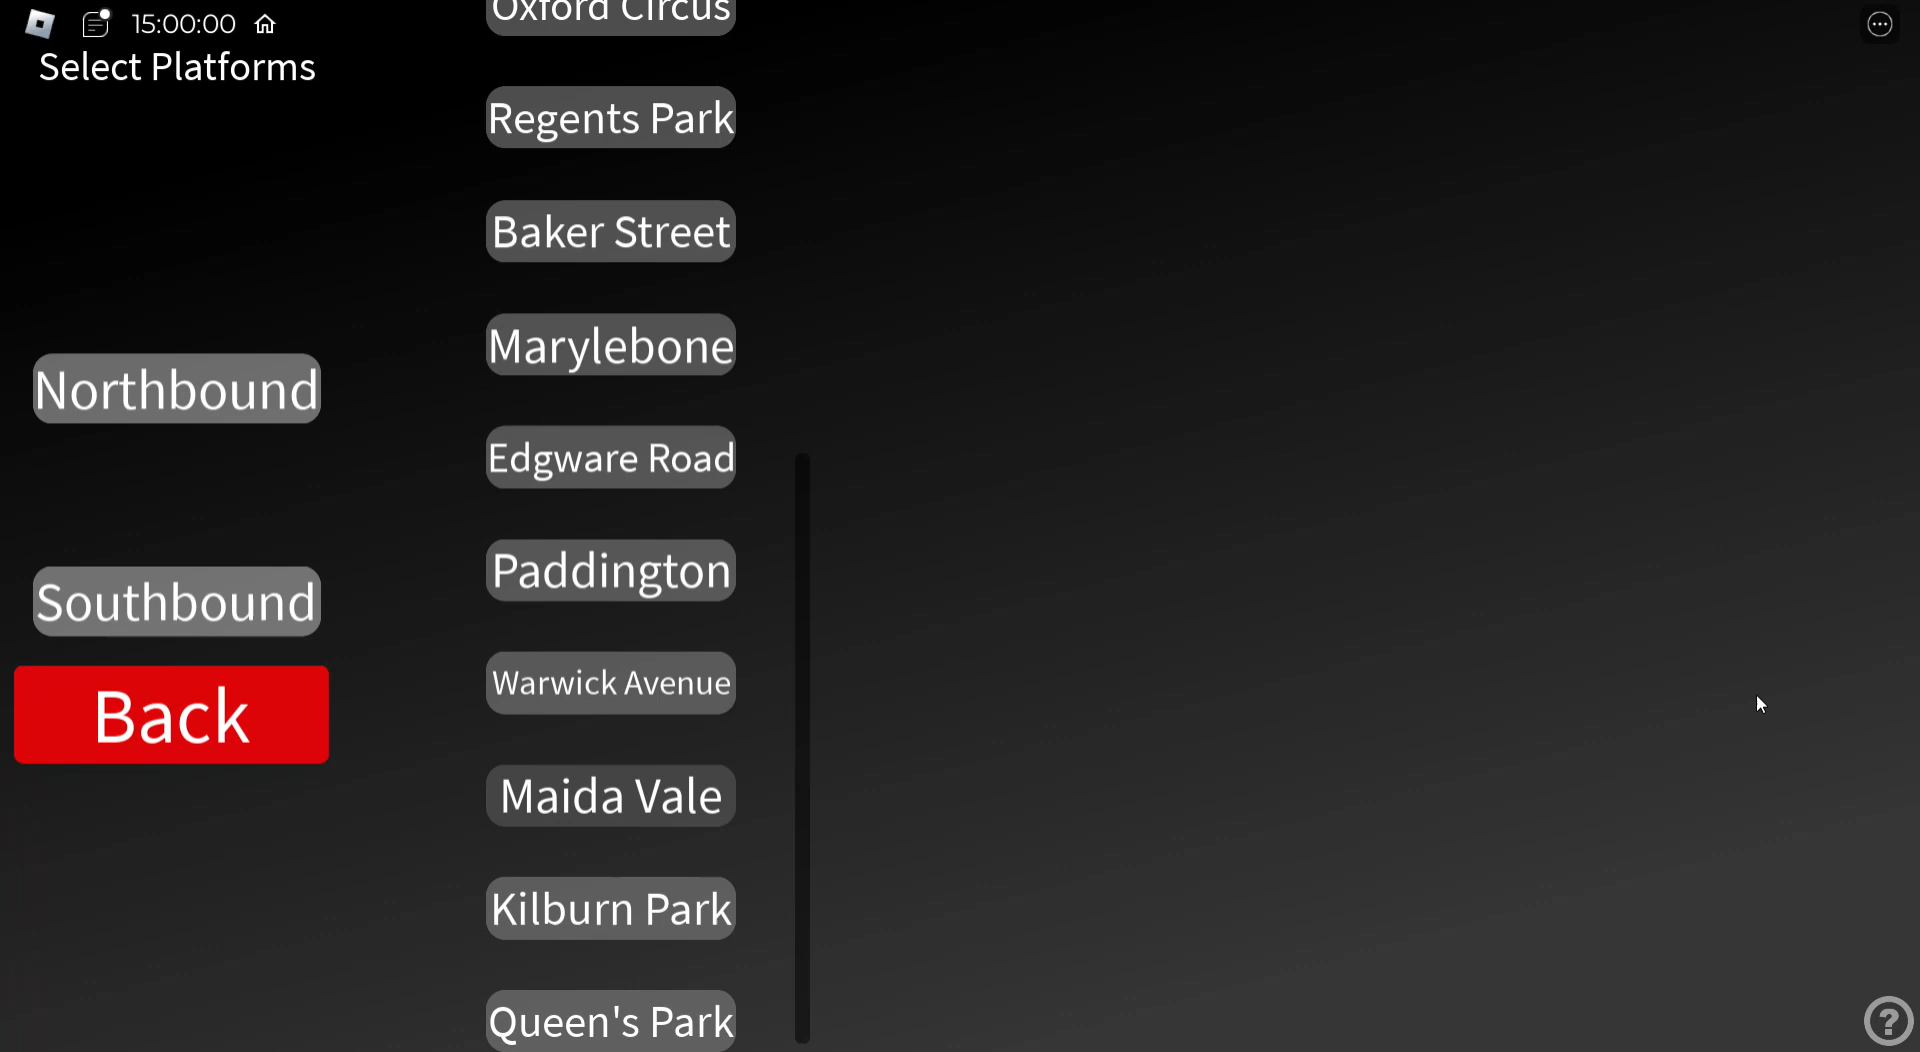 15:00:00
Select Platforms
Northbound
Southbound
Back
Oxford Circus
Regents Park
Baker Street
Marylebone
Edgware Road
Paddington
Warwick Avenue
Maida Vale
Kilburn Park
Queen's Park
?